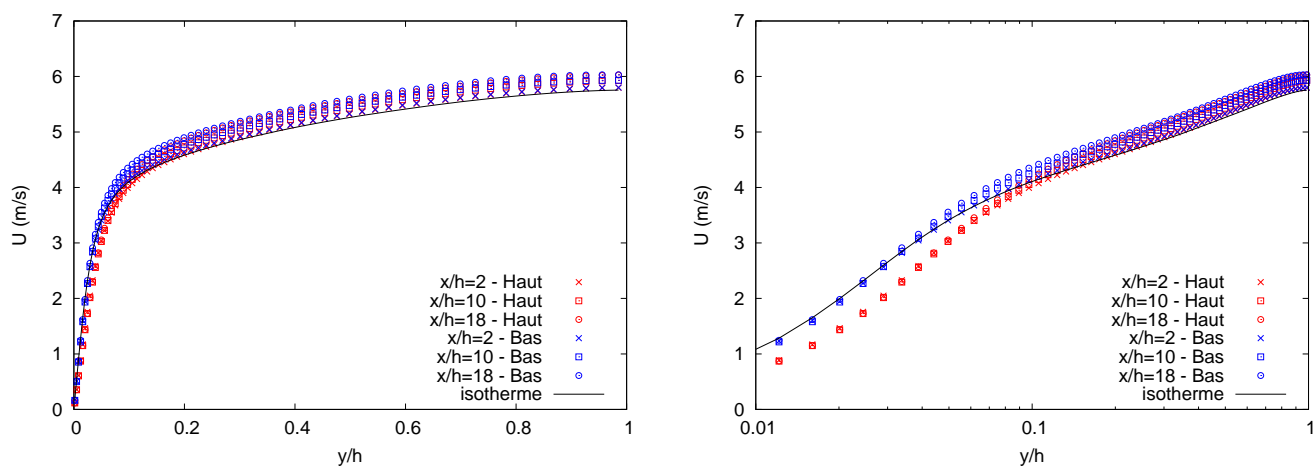 7
6
5
4
3
2
1
0
U (m/s)
x/h=2 - Haut
x/h=10 - Haut
x/h=18 - Haut
x/h=2 - Bas
x/h=10 - Bas
x/h=18 - Bas
isotherme
0 0.2 0.4 0.6 0.8 1
y/h
7
6
5
4
3
2
1
0
U (m/s)
x/h=2 - Haut
x/h=10 - Haut
x/h=18 - Haut
x/h=2 - Bas
x/h=10 - Bas
x/h=18 - Bas
isotherme
0.01 0.1 1
y/h